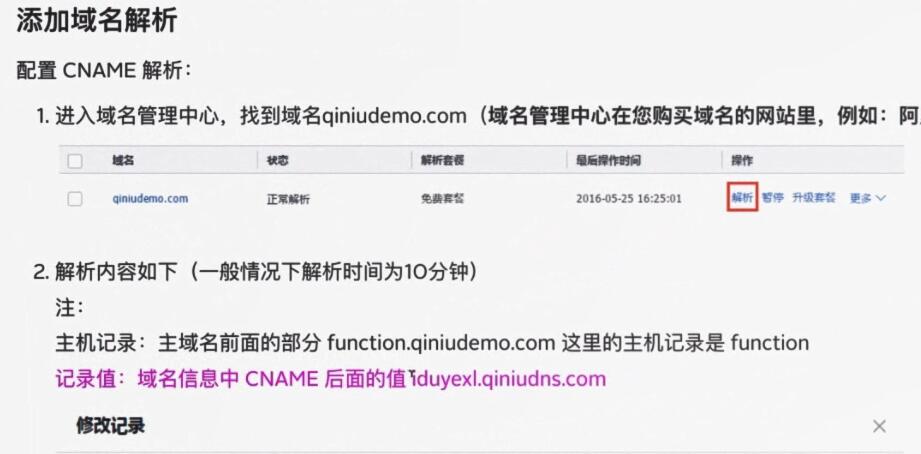 添加域名解析
配置 CNAME 解析：
1. 进入域名管理中心，找到域名qiniudemo.com（域名管理中心在您购买域名的网站里，例如：阿
域名 状态 解析套餐 最后操作时间 操作
qiniudemo.com 正常解析 免费套餐 2016-05-25 16:25:01 解析 暂停 升级套餐 更多
2. 解析内容如下（一般情况下解析时间为10分钟）
注：
主机记录：主域名前面的部分 function.qiniudemo.com 这里的主机记录是 function
记录值：域名信息中 CNAME 后面的值 iduyexl.qiniudns.com
修改记录